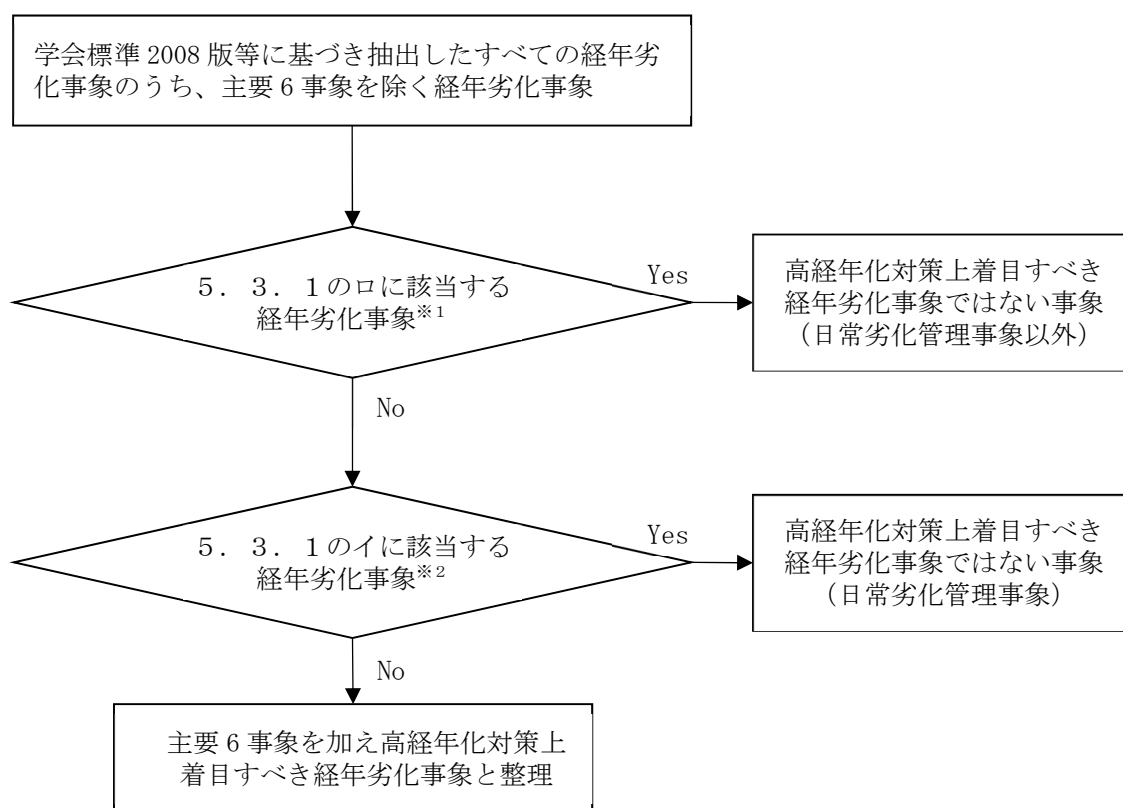 学会標準 2008 版等に基づき抽出したすべての経年劣
化事象のうち、主要 6 事象を除く経年劣化事象
5．3．1のロに該当する
経年劣化事象※1
Yes
高経年化対策上着目すべき
経年劣化事象ではない事象
（日常劣化管理事象以外）
No
5．3．1のイに該当する
経年劣化事象※2
Yes
高経年化対策上着目すべき
経年劣化事象ではない事象
（日常劣化管理事象）
No
主要 6 事象を加え高経年化対策上
着目すべき経年劣化事象と整理